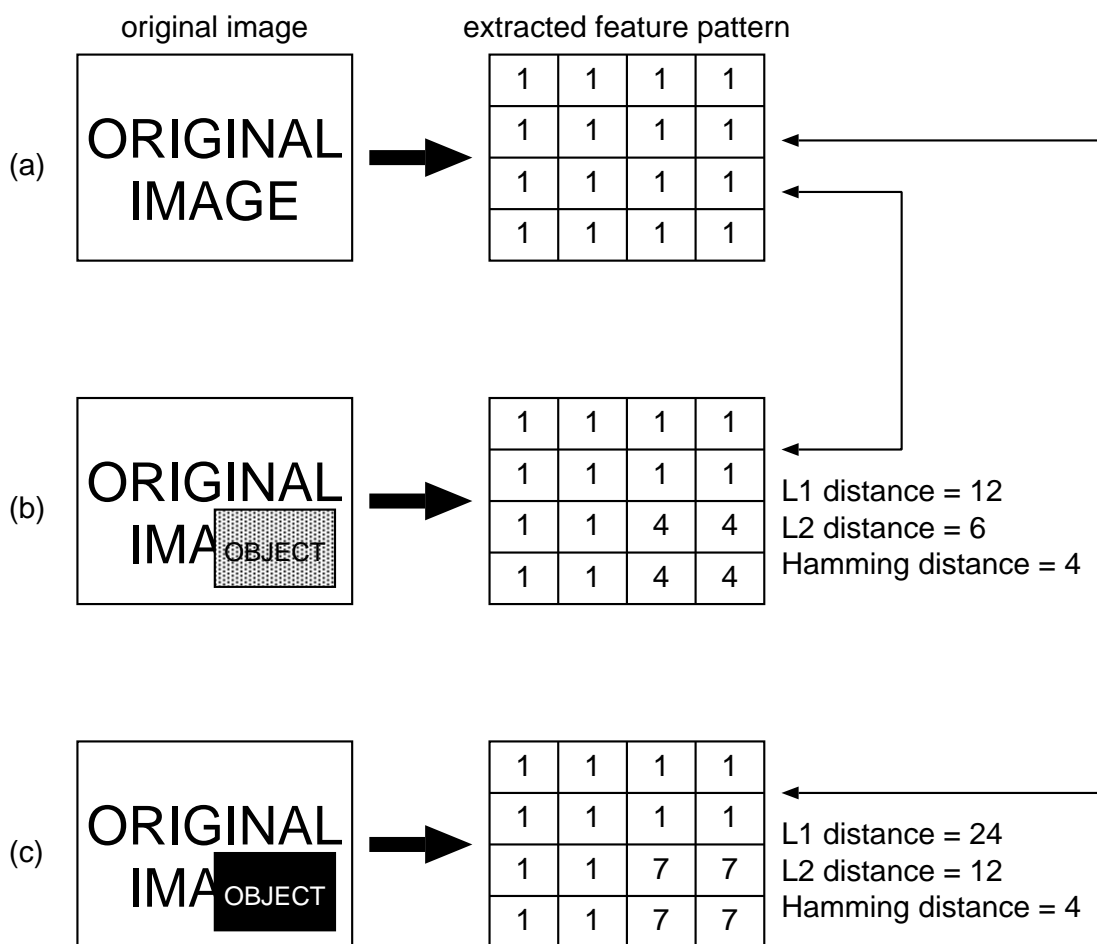 original image extracted feature pattern
(a)
ORIGINAL
IMAGE
1 1 1 1
1 1 1 1
1 1 1 1
1 1 1 1
(b)
ORIGINAL
IMA
OBJECT
1 1 1 1
1 1 1 1
1 1 4 4
1 1 4 4
L1 distance = 12
L2 distance = 6
Hamming distance = 4
(c)
ORIGINAL
IMA
OBJECT
1 1 1 1
1 1 1 1
1 1 7 7
1 1 7 7
L1 distance = 24
L2 distance = 12
Hamming distance = 4